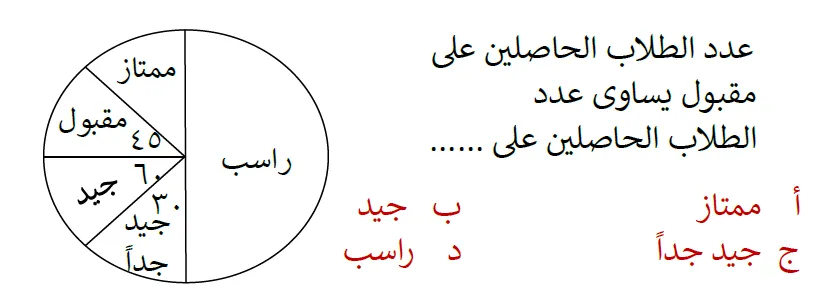 عدد الطلاب الحاصلين على
مقبول يساوى عدد
الطلاب الحاصلين على ......
أ ممتاز
ب جيد
ج جيد جداً
د راسب
ممتاز
مقبول
٤٥
راسب
٦٠
جيد
٣٠
جيد
جداً